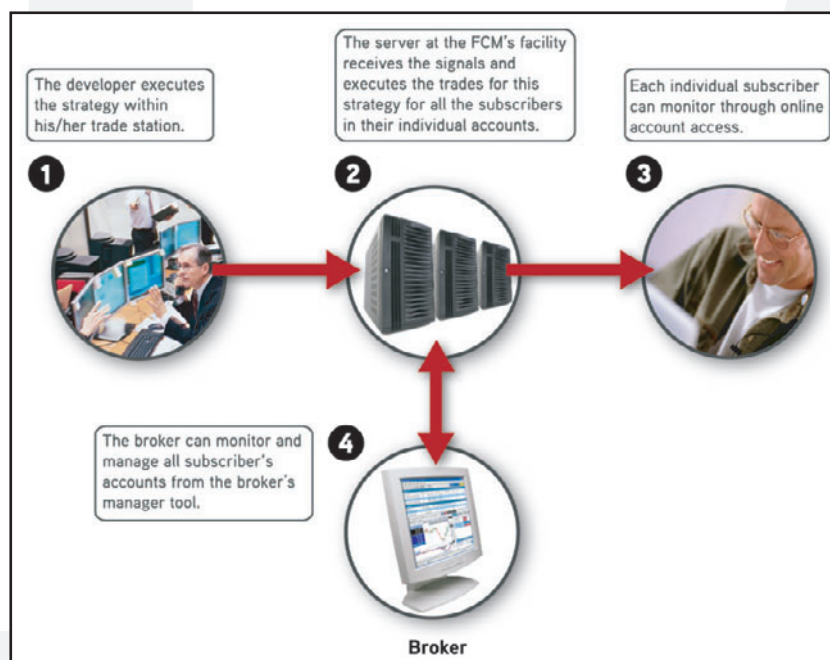 The developer executes
the strategy within
his/her trade station.
The server at the FCM's facility
receives the signals and
executes the trades for this
strategy for all the subscribers
in their individual accounts.
Each individual subscriber
can monitor through online
account access.
1
2
3
The broker can monitor and
manage all subscriber's
accounts from the broker's
manager tool.
4
Broker